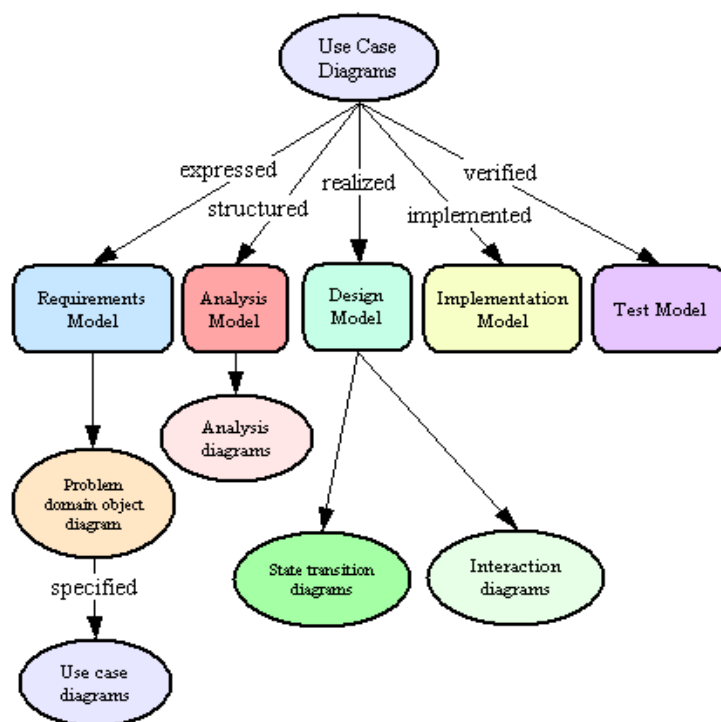 Use Case
Diagrams
expressed
verified
realized
structured
implemented
Requirements
Model
Analysis
Model
Design
Model
Implementation
Model
Test Model
Analysis
diagrams
Problem
domain object
diagram
State transition
diagrams
Interaction
diagrams
specified
Use case
diagrams